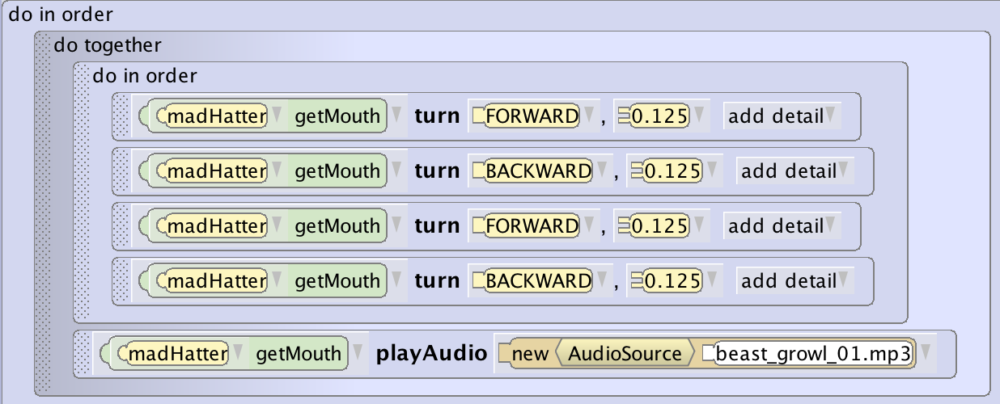 do in order
do together
do in order
madHatter getMouth turn FORWARD , 0.125 add detail
madHatter getMouth turn BACKWARD , 0.125 add detail
madHatter getMouth turn FORWARD , 0.125 add detail
madHatter getMouth turn BACKWARD , 0.125 add detail
madHatter getMouth playAudio new AudioSource beast_growl_01.mp3